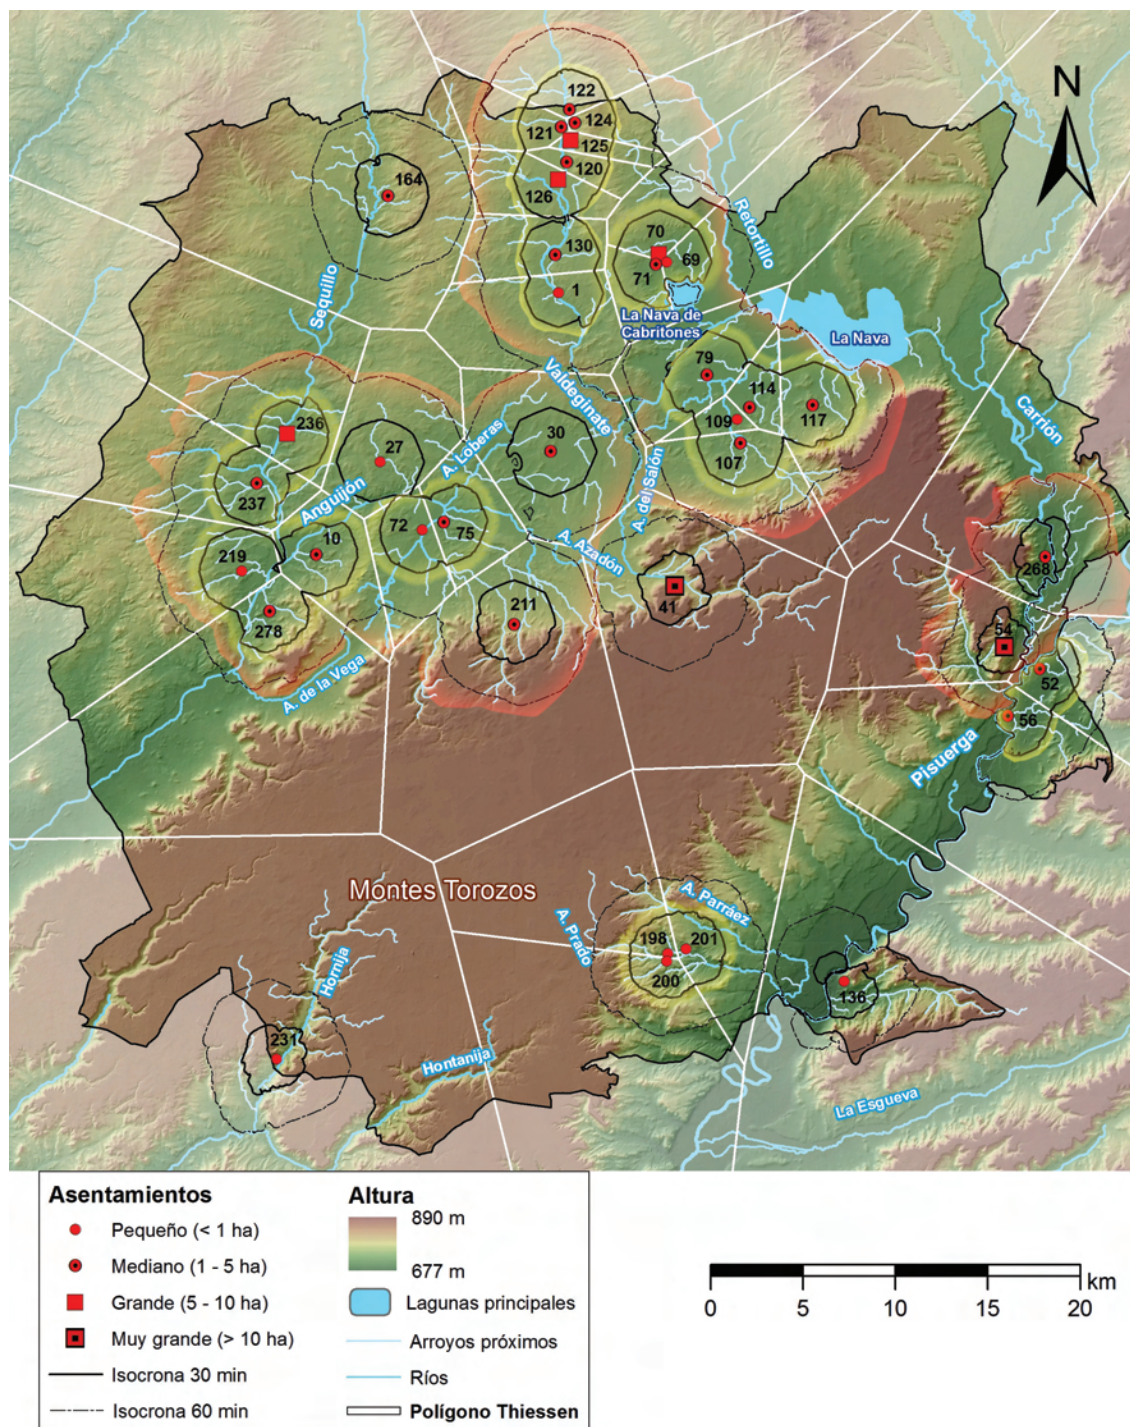 N
122
124
121
125
120
126
164
130
1
70
69
71
Retortillo
Sequillo
La Nava de
Cabritones
La Nava
Valdeginate
79
114
109
117
107
Carrión
236
27
A. Loberas
30
237
Anguijón
72
75
A. del Salón
10
219
A. Azadón
278
211
41
268
54
52
56
A. de la Vega
Pisuerga
Montes Torozos
A. Parráez
A. Prado
198
201
200
136
Hornija
231
Hontanija
La Esgueva
Asentamientos
Pequeño (< 1 ha)
Mediano (1 - 5 ha)
Grande (5 - 10 ha)
Muy grande (> 10 ha)
Isocrona 30 min
Isocrona 60 min
Altura
890 m
677 m
Lagunas principales
Arroyos próximos
Ríos
Polígono Thiessen
km
0 5 10 15 20